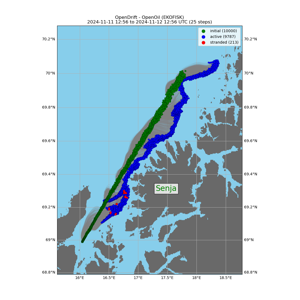 OpenDrift - OpenOil (EKOFISK)
2024-11-11 12:56 to 2024-11-12 12:56 UTC (25 steps)
initial (10000)
active (9787)
stranded (213)
70.2°N
70.2°N
70°N
70°N
69.8°N
69.8°N
69.6°N
69.6°N
69.4°N
69.4°N
Senja
69.2°N
69.2°N
69°N
69°N
68.8°N
68.8°N
16°E
16.5°E
17°E
17.5°E
18°E
18.5°E